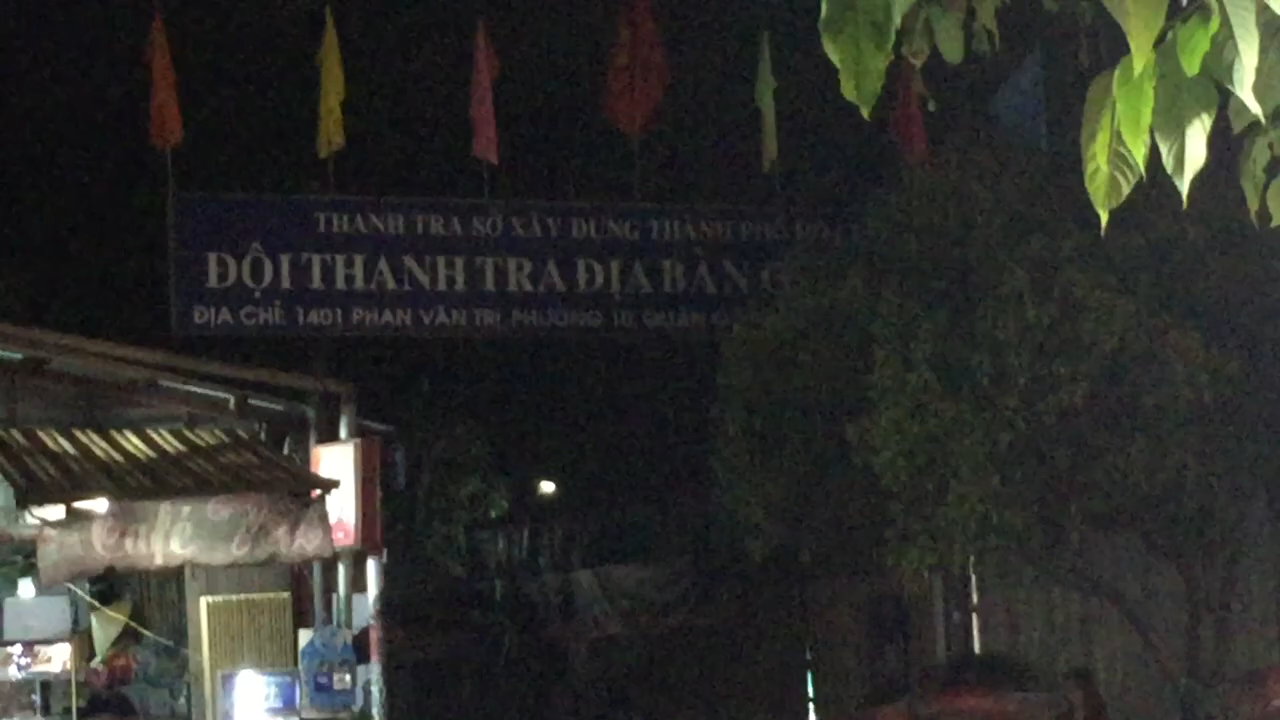 THANH TRA SỞ XÂY DỰNG THÀNH PHỐ
ĐỘI THANH TRA ĐỊA BÀN
ĐỊA CHỈ: 1401 PHAN VĂN TRỊ, PHƯỜNG 10, QUẬN
Café